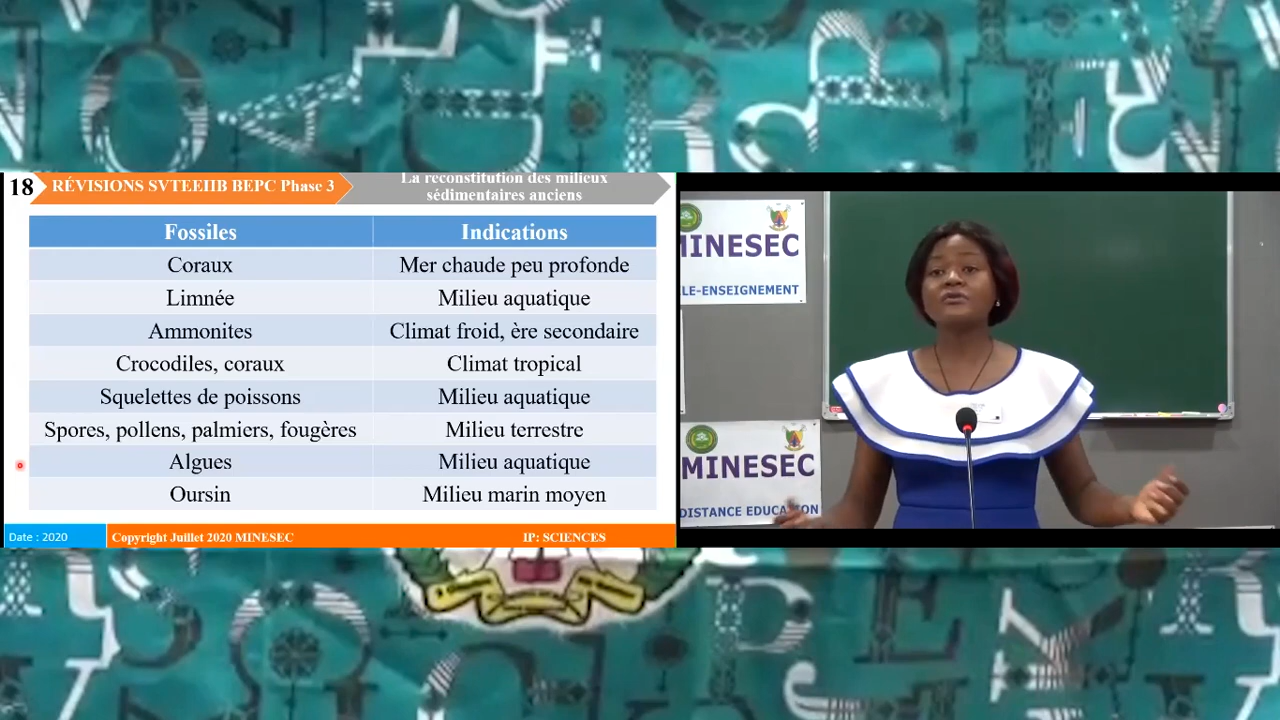 18
RÉVISIONS SVTEEHB BEPC Phase 3
La reconstitution des milieux
sédimentaires anciens
Fossiles Indications
Coraux Mer chaude peu profonde
Limnée Milieu aquatique
Ammonites Climat froid, ère secondaire
Crocodiles, coraux Climat tropical
Squelettes de poissons Milieu aquatique
Spores, pollens, palmiers, fougères Milieu terrestre
Algues Milieu aquatique
Oursin Milieu marin moyen
Date : 2020 Copyright Juillet 2020 MINESEC IP: SCIENCES
MINESEC
LE-ENSEIGNEMENT
MINESEC
DISTANCE EDUCATION